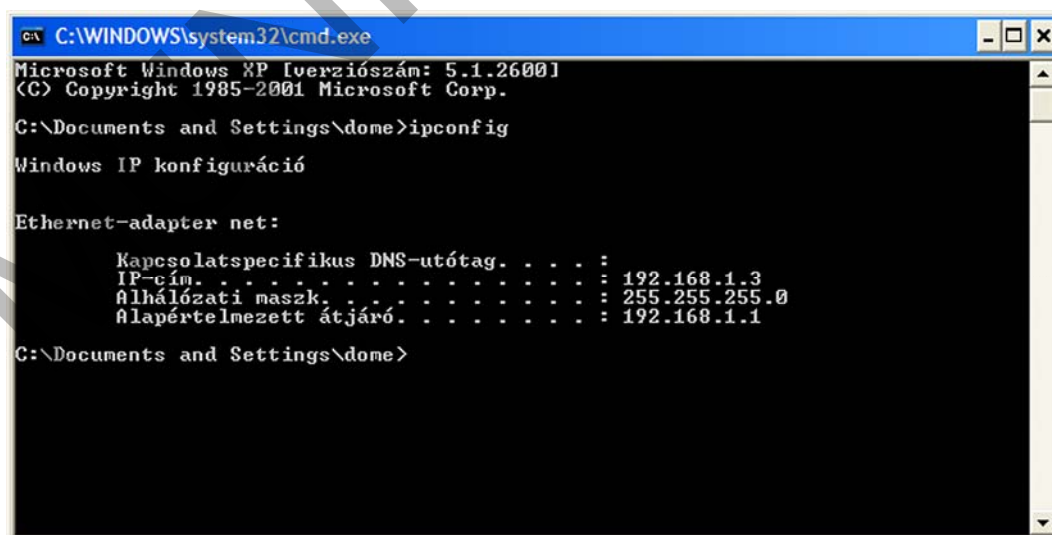 C:\WINDOWS\system32\cmd.exe
Microsoft Windows XP [verziószám: 5.1.2600]
(C) Copyright 1985-2001 Microsoft Corp.
C:\Documents and Settings\dome>ipconfig
Windows IP konfiguráció
Ethernet-adapter net:
Kapcsolatspecifikus DNS-utótag. . . . :
IP-cím. . . . . . . . . . . . . . . . : 192.168.1.3
Alhálózati maszk. . . . . . . . . . . : 255.255.255.0
Alapértelmezett átjáró. . . . . . . . : 192.168.1.1
C:\Documents and Settings\dome>